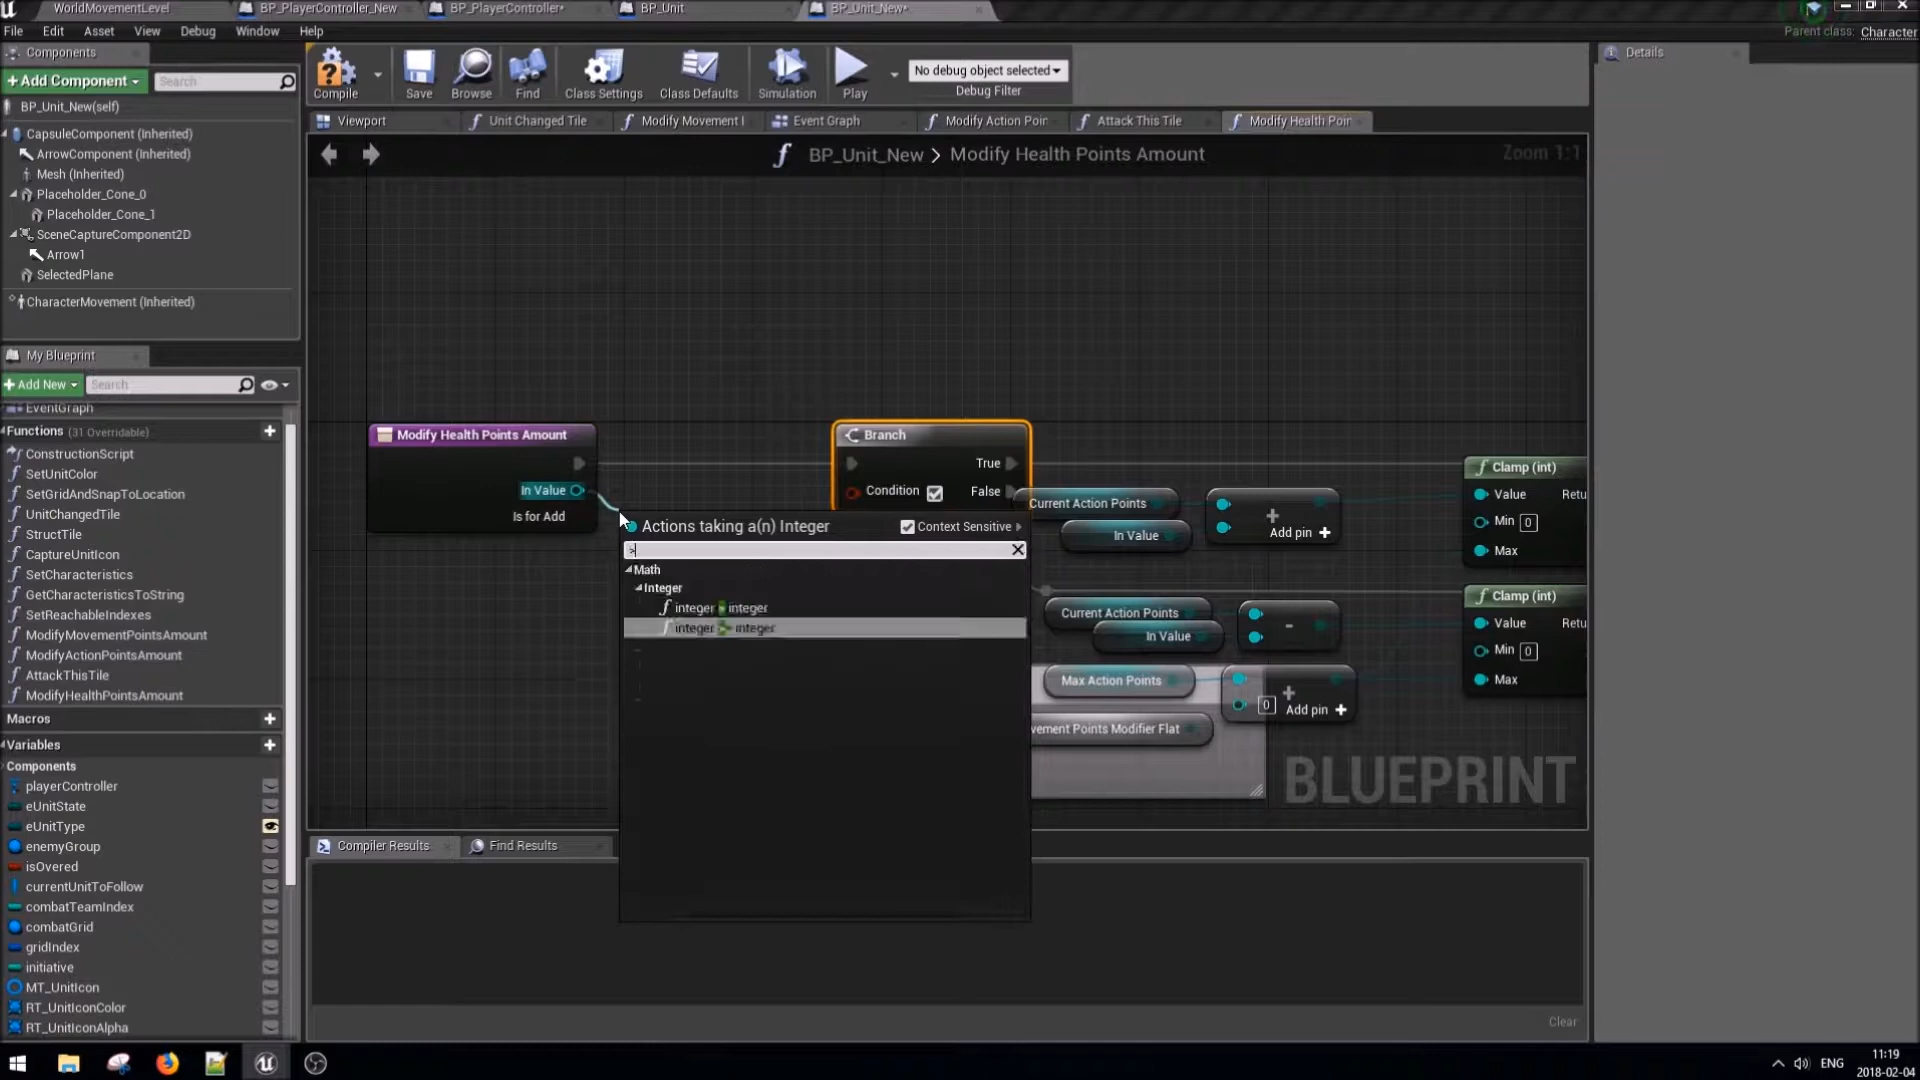 WorldMovementLevel
BP_PlayerController_New
BP_PlayerController*
BP_Unit
BP_Unit_New*
File Edit Asset View Debug Window Help
Parent class: Character
Components
Details
+Add Component
Search
No debug object selected
Debug Filter
Compile
Save
Browse
Find
Class Settings
Class Defaults
Simulation
Play
BP_Unit_New(self)
CapsuleComponent (Inherited)
ArrowComponent (Inherited)
Mesh (Inherited)
Placeholder_Cone_0
Placeholder_Cone_1
SceneCaptureComponent2D
Arrow1
SelectedPlane
CharacterMovement (Inherited)
Viewport
Unit Changed Tile
Modify Movement I
Event Graph
Modify Action Poin
Attack This Tile
Modify Health Poin
BP_Unit_New > Modify Health Points Amount
Zoom 1:1
My Blueprint
+Add New
Search
EventGraph
Functions (31 Overridable)
ConstructionScript
SetUnitColor
SetGridAndSnapToLocation
UnitChangedTile
StructTile
CaptureUnitIcon
SetCharacteristics
GetCharacteristicsToString
SetReachableIndexes
ModifyMovementPointsAmount
ModifyActionPointsAmount
AttackThisTile
ModifyHealthPointsAmount
Macros
Variables
Components
playerController
eUnitState
eUnitType
enemyGroup
isOvered
currentUnitToFollow
combatTeamIndex
combatGrid
gridIndex
initiative
MT_UnitIcon
RT_UnitIconColor
RT_UnitIconAlpha
Modify Health Points Amount
In Value
Is for Add
Branch
True
Condition
False
Actions taking a(n) Integer
Context Sensitive
>
Math
Integer
integer > integer
integer >= integer
Current Action Points
In Value
+
Add pin +
Current Action Points
In Value
-
Max Action Points
+
0
Add pin +
vement Points Modifier Flat
Clamp (int)
Value
Retu
Min 0
Max
Clamp (int)
Value
Retu
Min 0
Max
BLUEPRINT
Compiler Results
Find Results
Clear
ENG
11:19
2018-02-04